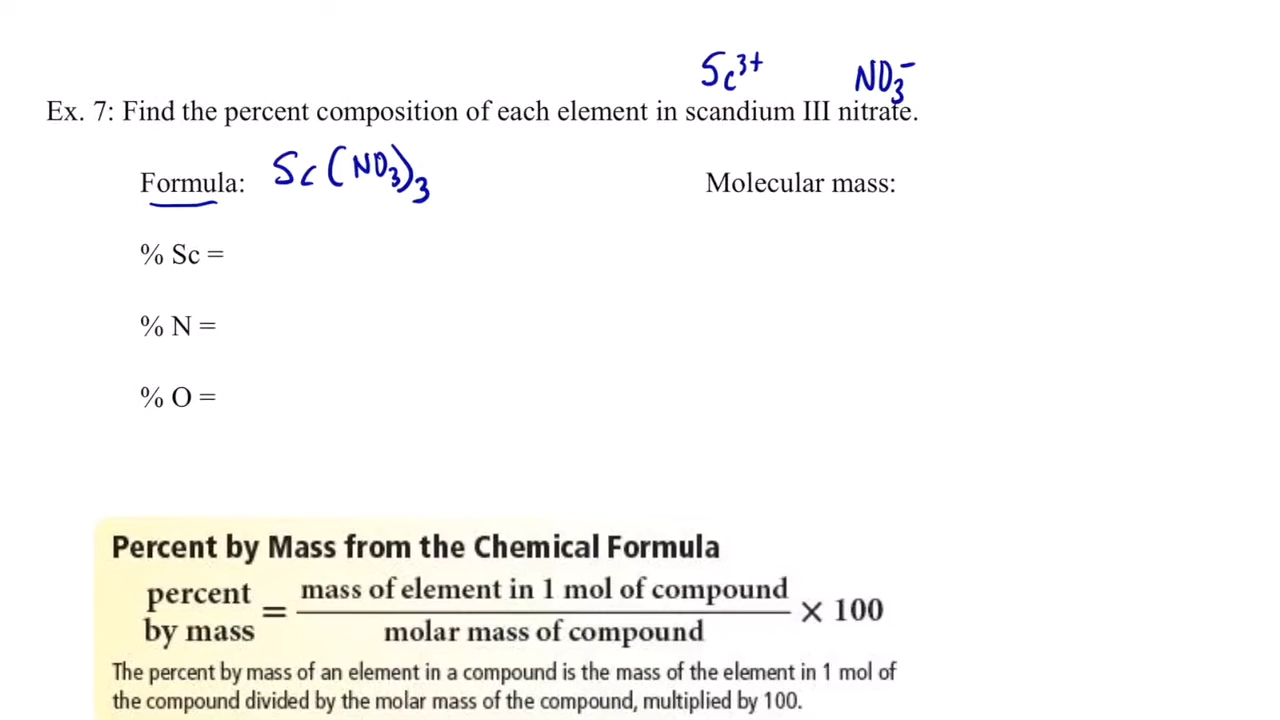 Sc³⁺ NO₃⁻
Ex. 7: Find the percent composition of each element in scandium III nitrate.
Formula: Sc(NO₃)₃ Molecular mass:
% Sc =
% N =
% O =
Percent by Mass from the Chemical Formula
percent by mass = mass of element in 1 mol of compound / molar mass of compound × 100
The percent by mass of an element in a compound is the mass of the element in 1 mol of
the compound divided by the molar mass of the compound, multiplied by 100.